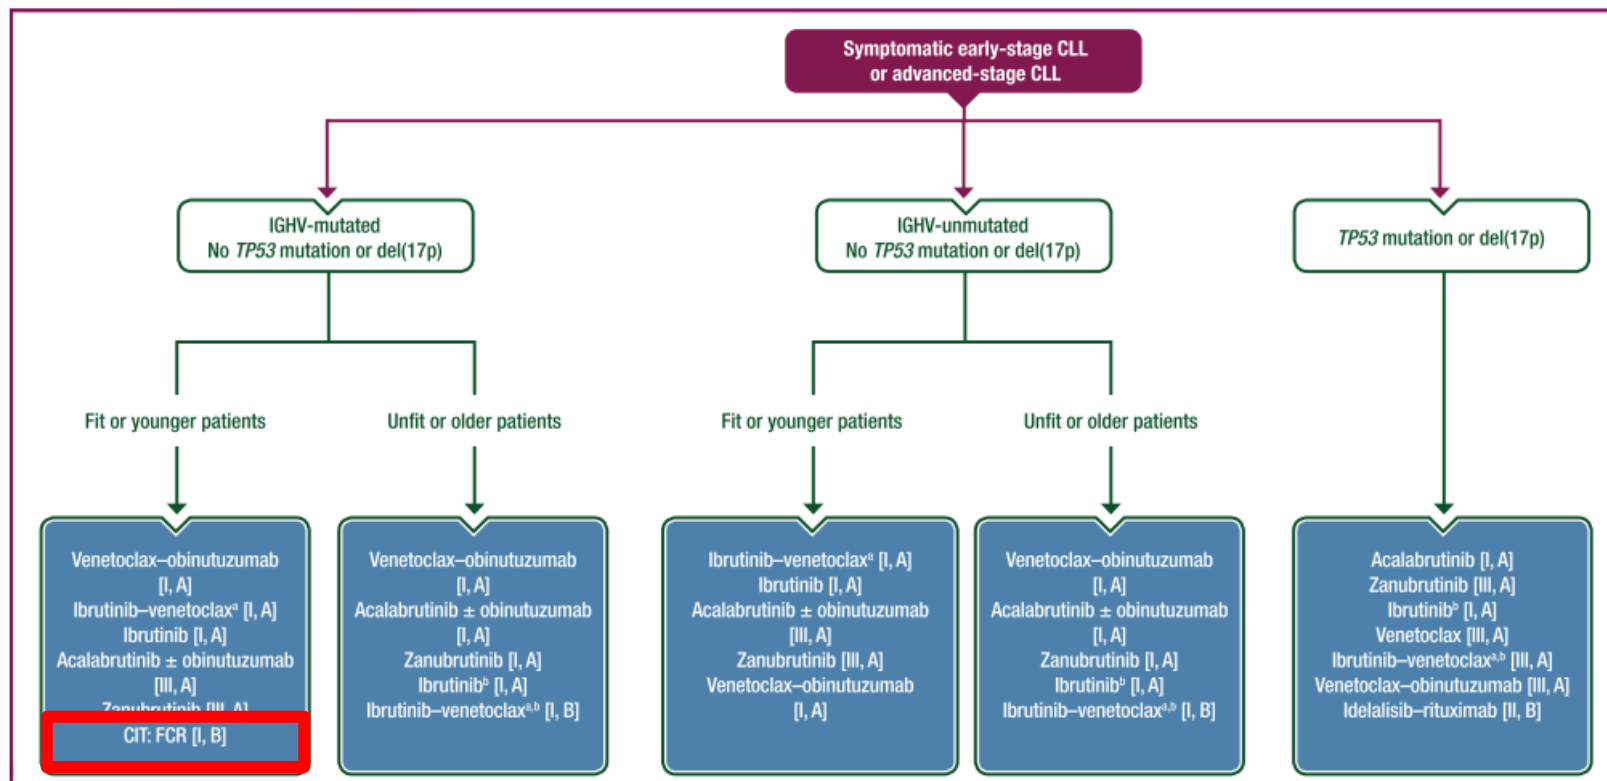 Symptomatic early-stage CLL
or advanced-stage CLL
IGHV-mutated
No TP53 mutation or del(17p)
IGHV-unmutated
No TP53 mutation or del(17p)
TP53 mutation or del(17p)
Fit or younger patients
Unfit or older patients
Fit or younger patients
Unfit or older patients
Venetoclax–obinutuzumab
[I, A]
Ibrutinib–venetoclaxᵃ [I, A]
Ibrutinib [I, A]
Acalabrutinib ± obinutuzumab
[III, A]
Zanubrutinib [III, A]
CIT: FCR [I, B]
Venetoclax–obinutuzumab
[I, A]
Acalabrutinib ± obinutuzumab
[I, A]
Zanubrutinib [I, A]
Ibrutinibᵇ [I, A]
Ibrutinib–venetoclaxᵃ,ᵇ [I, B]
Ibrutinib–venetoclaxᵃ [I, A]
Ibrutinib [I, A]
Acalabrutinib ± obinutuzumab
[III, A]
Zanubrutinib [III, A]
Venetoclax–obinutuzumab
[I, A]
Venetoclax–obinutuzumab
[I, A]
Acalabrutinib ± obinutuzumab
[I, A]
Zanubrutinib [I, A]
Ibrutinibᵇ [I, A]
Ibrutinib–venetoclaxᵃ,ᵇ [I, B]
Acalabrutinib [I, A]
Zanubrutinib [III, A]
Ibrutinibᵇ [I, A]
Venetoclax [III, A]
Ibrutinib–venetoclaxᵃ,ᵇ [III, A]
Venetoclax–obinutuzumab [III, A]
Idelalisib–rituximab [II, B]